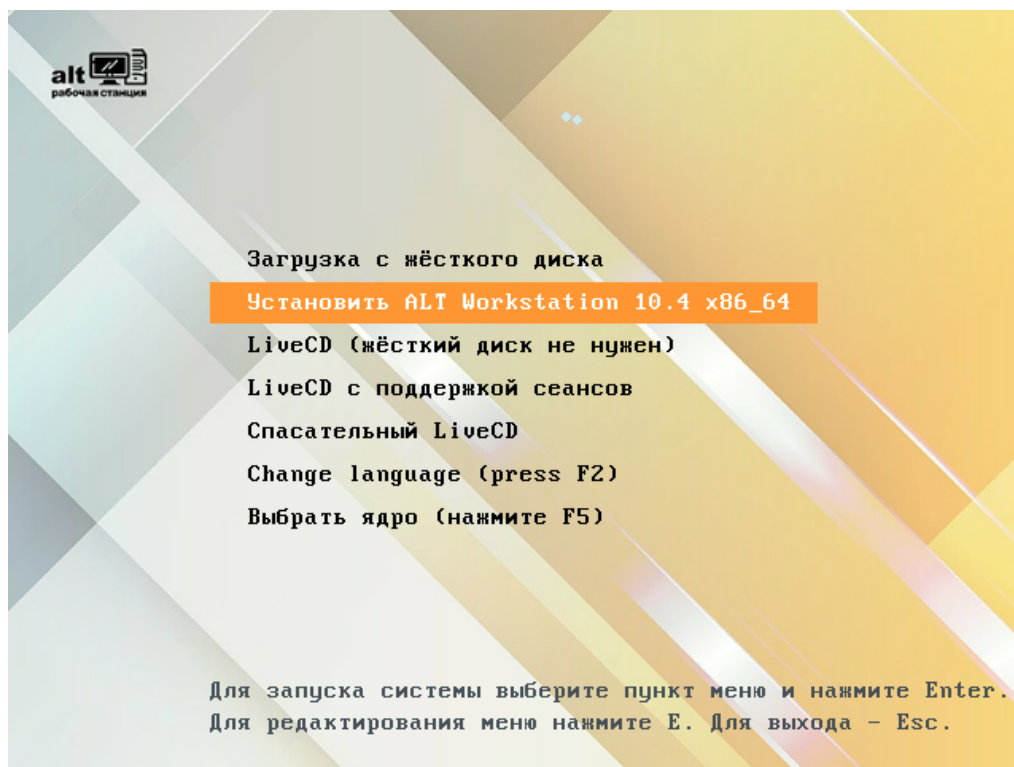 alt
рабочая станция
Загрузка с жёсткого диска
Установить ALT Workstation 10.4 x86_64
LiveCD (жёсткий диск не нужен)
LiveCD с поддержкой сеансов
Спасательный LiveCD
Change language (press F2)
Выбрать ядро (нажмите F5)
Для запуска системы выберите пункт меню и нажмите Enter.
Для редактирования меню нажмите E. Для выхода - Esc.